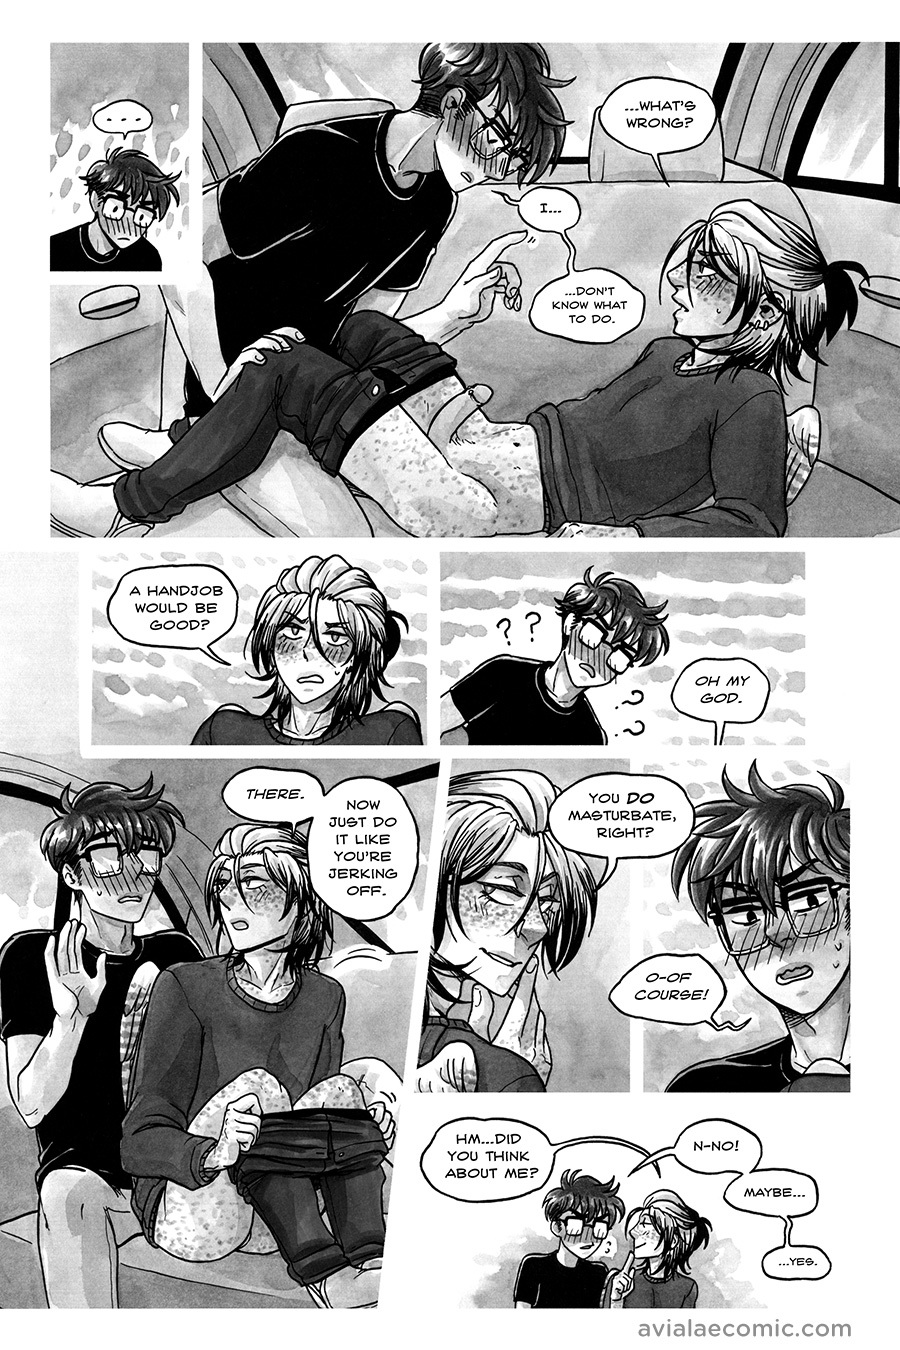 ...
...WHAT'S
WRONG?
I...
...DON'T
KNOW WHAT
TO DO.
A HANDJOB
WOULD BE
GOOD?
? ?
?
. ?
OH MY
GOD.
THERE.
NOW
JUST DO
IT LIKE
YOU'RE
JERKING
OFF.
YOU DO
MASTURBATE,
RIGHT?
O-OF
COURSE!
HM...DID
YOU THINK
ABOUT ME?
N-NO!
MAYBE...
...YES.
?
avialaecomic.com